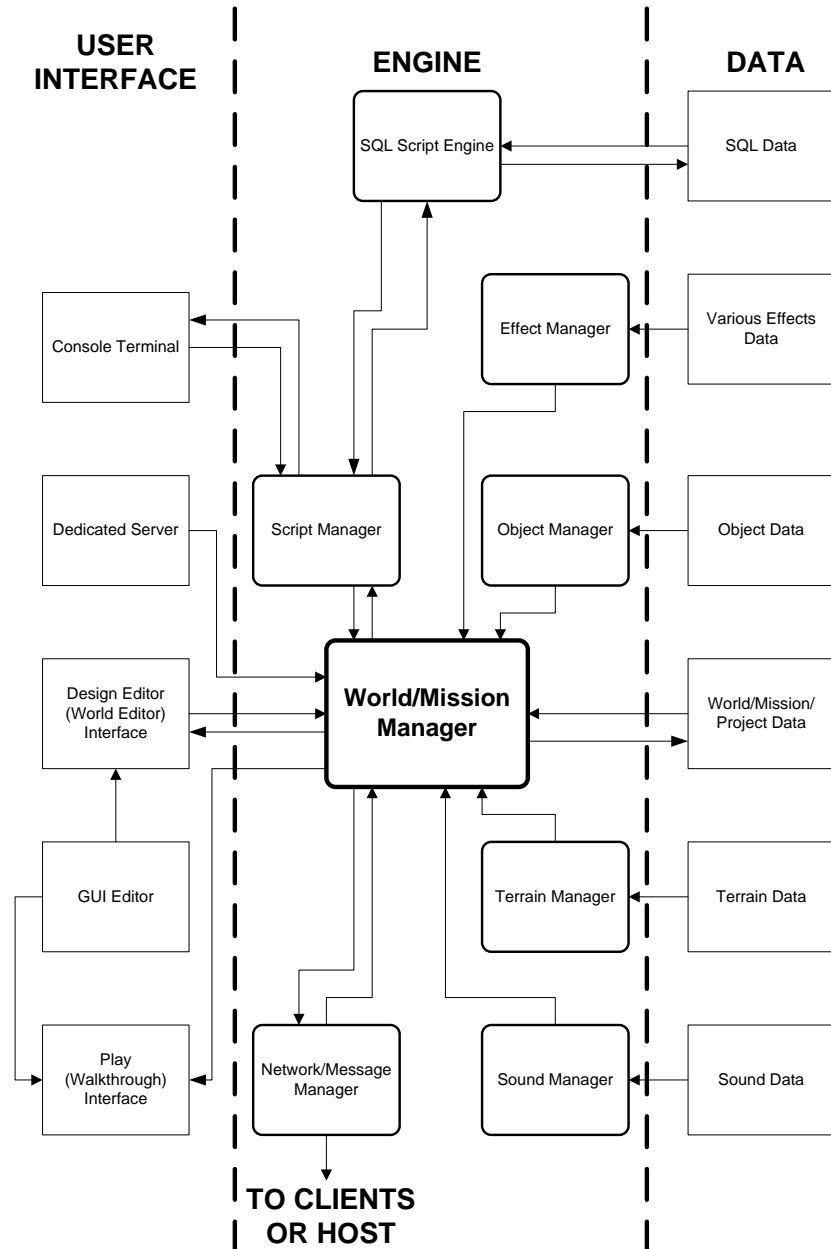 USER
INTERFACE
ENGINE
DATA
SQL Script Engine
SQL Data
Effect Manager
Various Effects
Data
Console Terminal
Dedicated Server
Script Manager
Object Manager
Object Data
Design Editor
(World Editor)
Interface
World/Mission
Manager
World/Mission/
Project Data
GUI Editor
Terrain Manager
Terrain Data
Play
(Walkthrough)
Interface
Network/Message
Manager
Sound Manager
Sound Data
TO CLIENTS
OR HOST